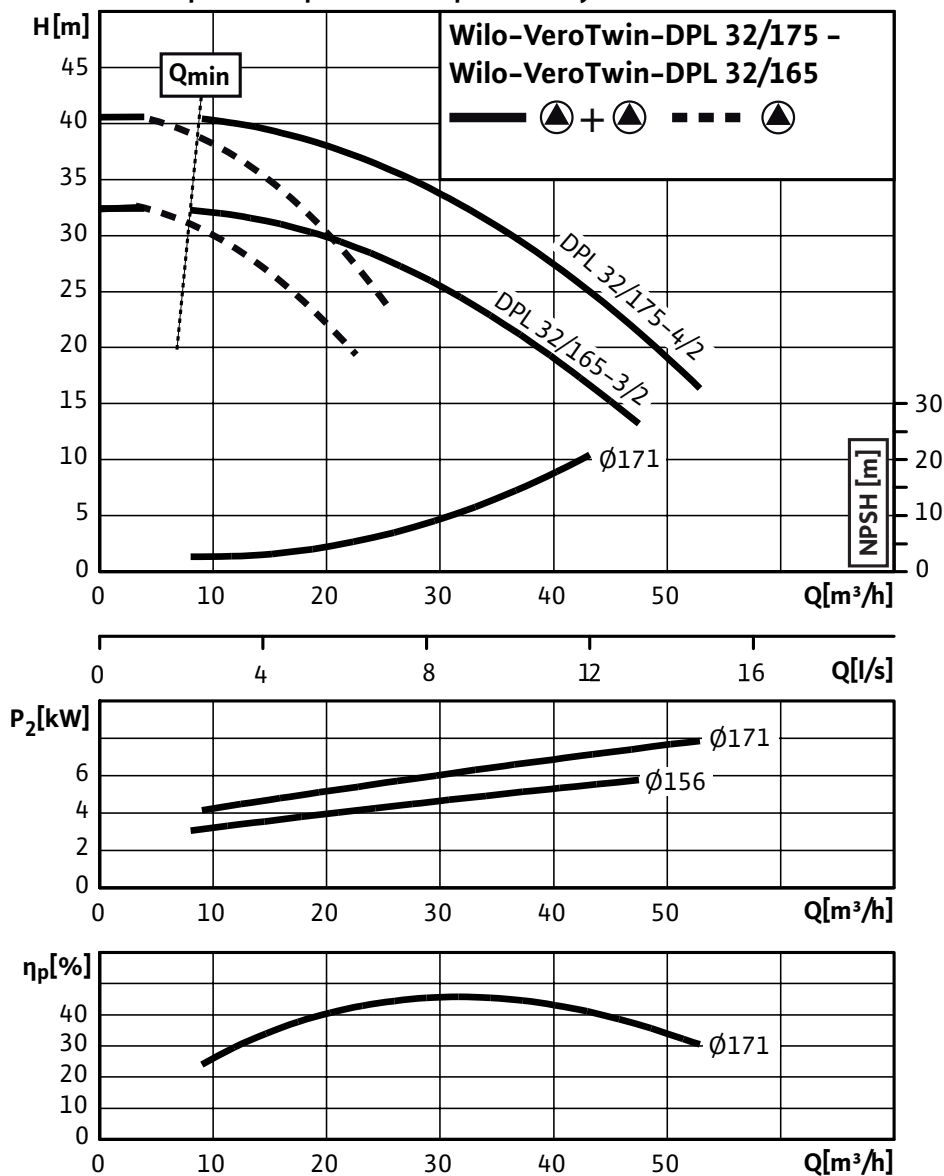 H[m]
Wilo-VeroTwin-DPL 32/175 –
Wilo-VeroTwin-DPL 32/165
+
Qmin
45
40
35
30
25
20
15
10
5
0
DPL 32/175-4/2
DPL 32/165-3/2
Ø171
30
20
10
0
NPSH [m]
0 10 20 30 40 50 Q[m³/h]
0 4 8 12 16 Q[l/s]
P₂[kW]
6
4
2
0
Ø171
Ø156
0 10 20 30 40 50 Q[m³/h]
ηp[%]
40
30
20
10
0
Ø171
0 10 20 30 40 50 Q[m³/h]